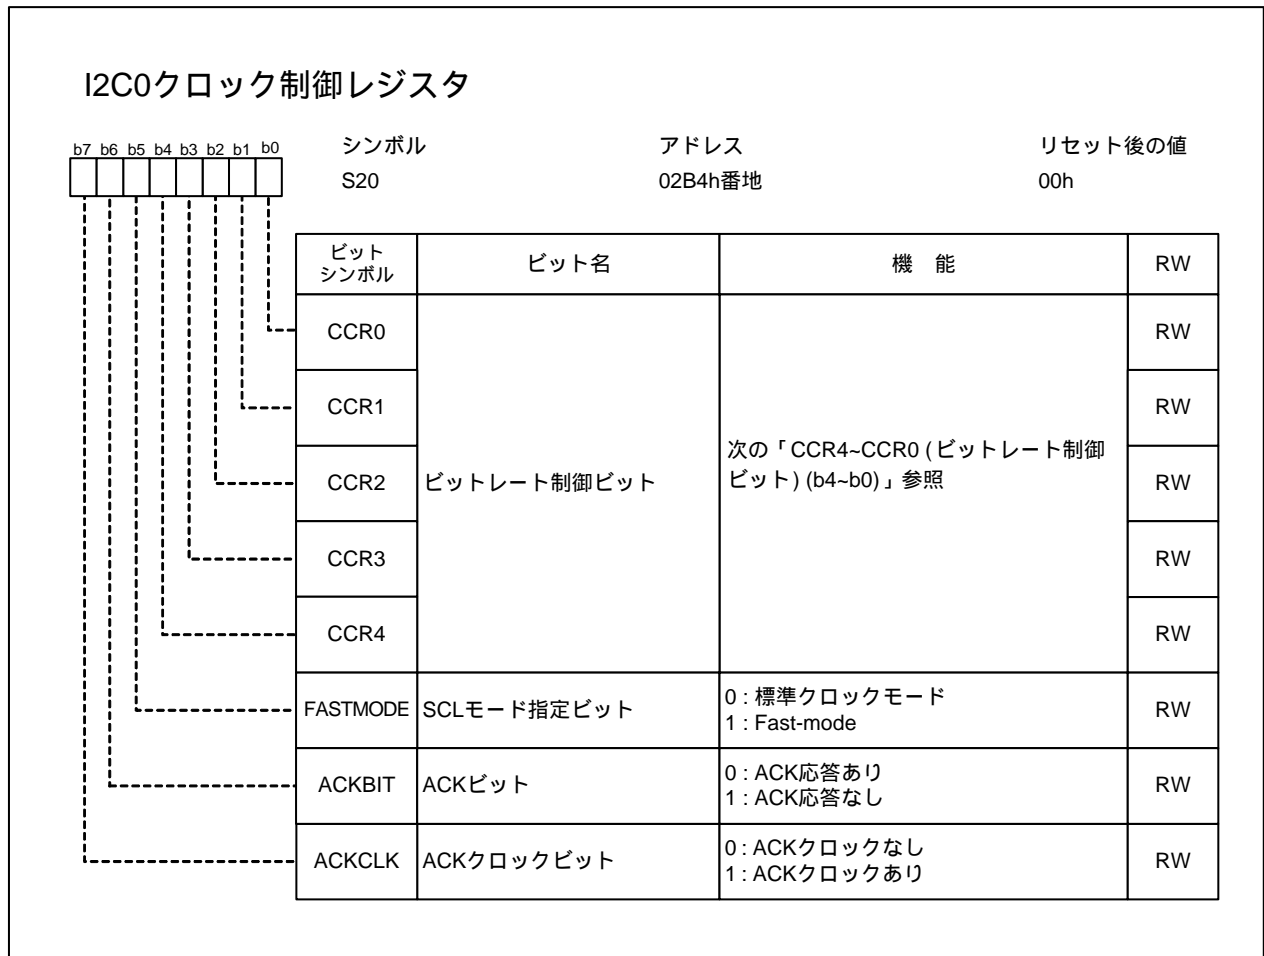 I2C0クロック制御レジスタ
b7 b6 b5 b4 b3 b2 b1 b0
シンボル アドレス リセット後の値
S20 02B4h番地 00h
ビット
シンボル
ビット名
機 能
RW
CCR0
RW
CCR1
RW
CCR2
ビットレート制御ビット
次の「CCR4~CCR0 (ビットレート制御
ビット) (b4~b0)」参照
RW
CCR3
RW
CCR4
RW
FASTMODE
SCLモード指定ビット
0 : 標準クロックモード
1 : Fast-mode
RW
ACKBIT
ACKビット
0 : ACK応答あり
1 : ACK応答なし
RW
ACKCLK
ACKクロックビット
0 : ACKクロックなし
1 : ACKクロックあり
RW